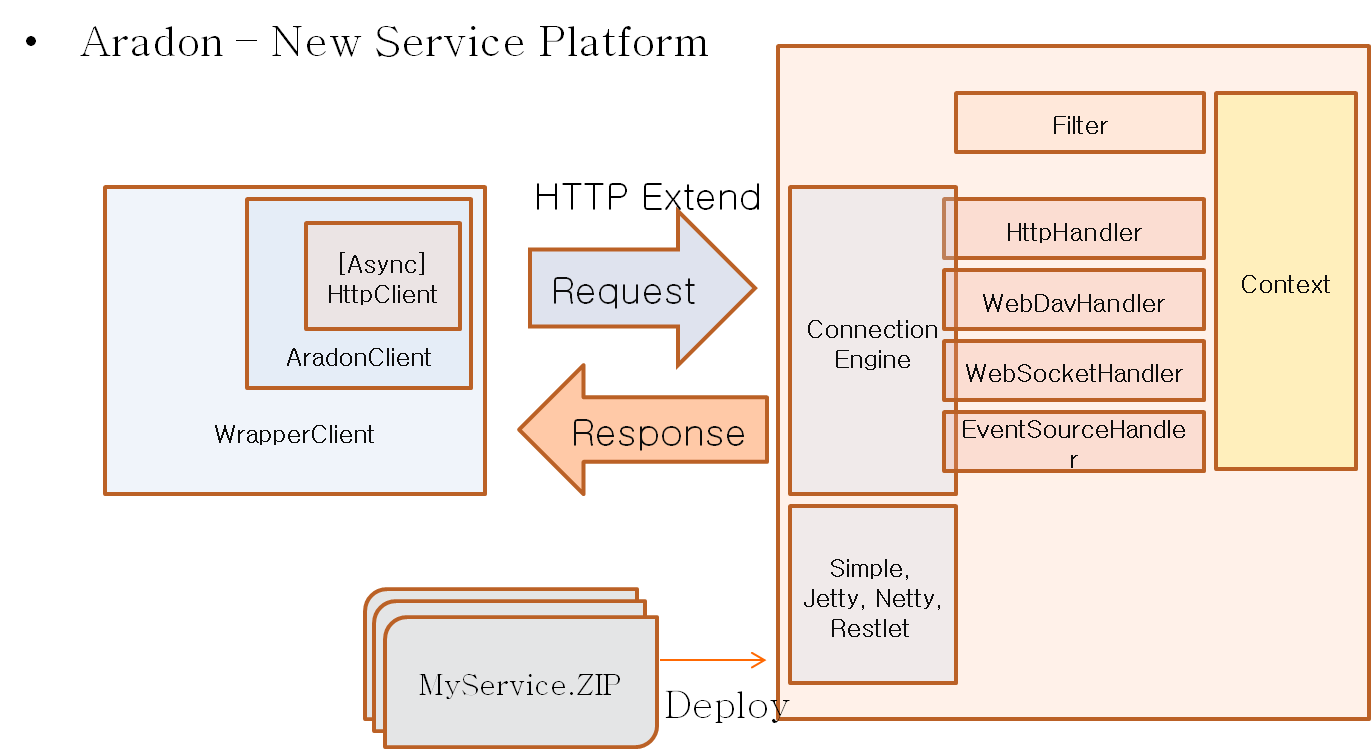 • Aradon – New Service Platform
Filter
HTTP Extend
HttpHandler
[Async]
HttpClient
Request
Context
WebDavHandler
Connection
Engine
AradonClient
WebSocketHandler
WrapperClient
Response
EventSourceHandle
r
Simple,
Jetty, Netty,
Restlet
MyService.ZIP
Deploy